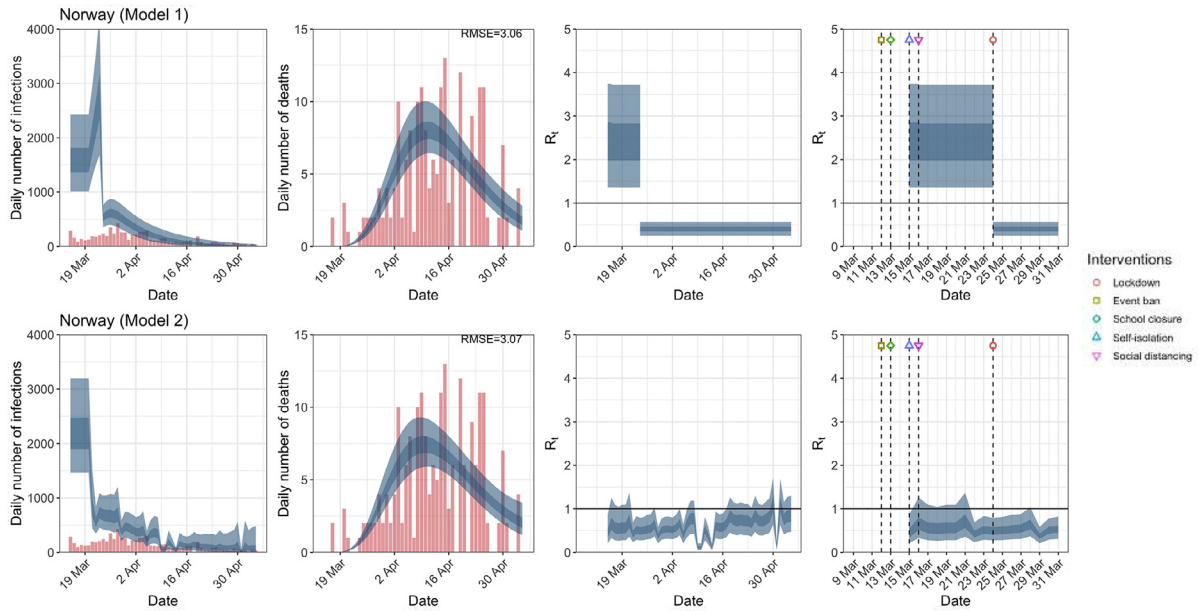 Norway (Model 1)
Daily number of infections
4000
3000
2000
1000
0
19 Mar
2 Apr
16 Apr
30 Apr
Date
Daily number of deaths
RMSE=3.06
15
10
5
0
19 Mar
2 Apr
16 Apr
30 Apr
Date
Rt
5
4
3
2
1
0
19 Mar
2 Apr
16 Apr
30 Apr
Date
Rt
5
4
3
2
1
0
9 Mar
11 Mar
13 Mar
15 Mar
17 Mar
19 Mar
21 Mar
23 Mar
25 Mar
27 Mar
29 Mar
31 Mar
Date
Interventions
Lockdown
Event ban
School closure
Self-isolation
Social distancing
Norway (Model 2)
Daily number of infections
4000
3000
2000
1000
0
19 Mar
2 Apr
16 Apr
30 Apr
Date
Daily number of deaths
RMSE=3.07
15
10
5
0
19 Mar
2 Apr
16 Apr
30 Apr
Date
Rt
5
4
3
2
1
0
19 Mar
2 Apr
16 Apr
30 Apr
Date
Rt
5
4
3
2
1
0
9 Mar
11 Mar
13 Mar
15 Mar
17 Mar
19 Mar
21 Mar
23 Mar
25 Mar
27 Mar
29 Mar
31 Mar
Date